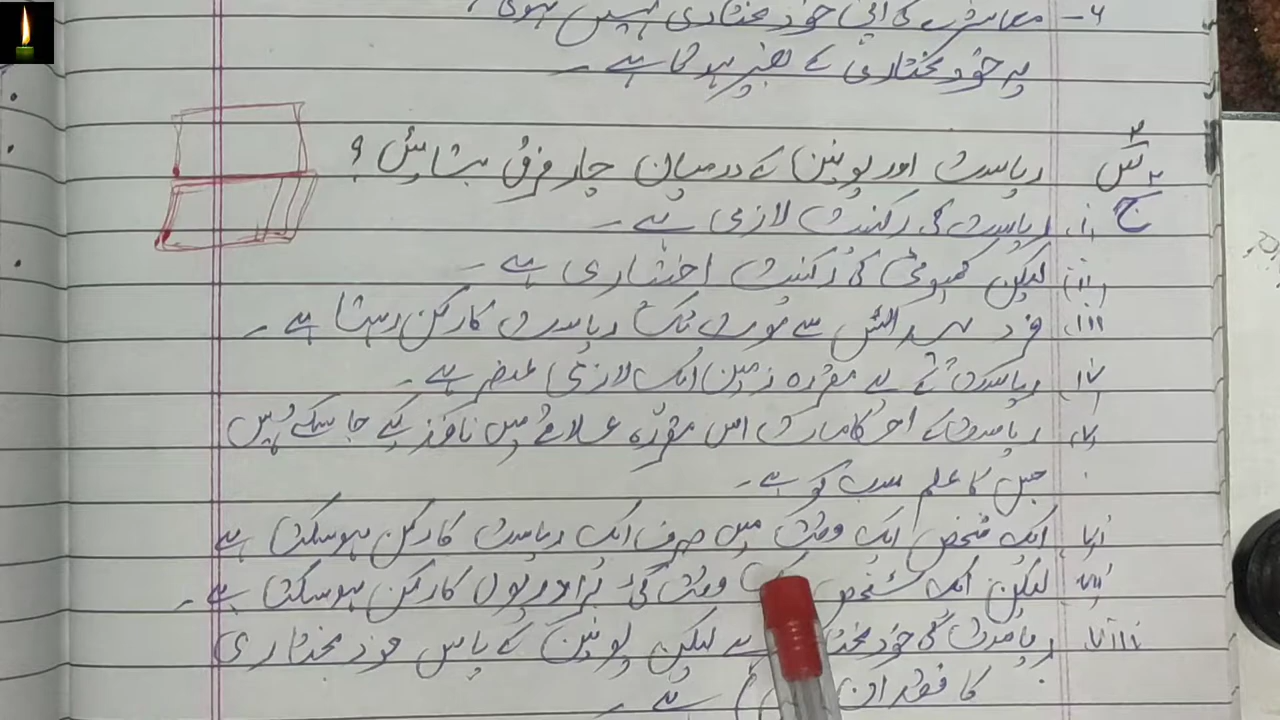 ۶- معاشرے کی اپنی خود مختاری نہیں ہوتی،
یہ خود مختاری کے بغیر ہوتا ہے۔
۲
س۲ ریاست اور یونین کے درمیان چار فرق بتائیں؟
ج i. ریاست کی رکنیت لازمی ہے۔
ii) لیکن کمیونٹی کی رکنیت اختیاری ہے۔
iii. فرد پیدائش سے موت تک ریاست کا رکن رہتا ہے۔
iv. ریاست کے لیے مقررہ زمین ایک لازمی عنصر ہے۔
v. ریاست کے احکامات اس مقررہ علاقے میں نافذ کیے جا سکتے ہیں
جس کا علم سب کو ہے۔
vi. ایک شخص ایک وقت میں صرف ایک ریاست کا رکن ہو سکتا ہے
vii. لیکن ایک شخص وقت کئی کا رکن ہو سکتا ہے۔
viii. ریاست کی خود ہے لیکن یونین کے پاس خود مختاری
کا فقدان ہے۔